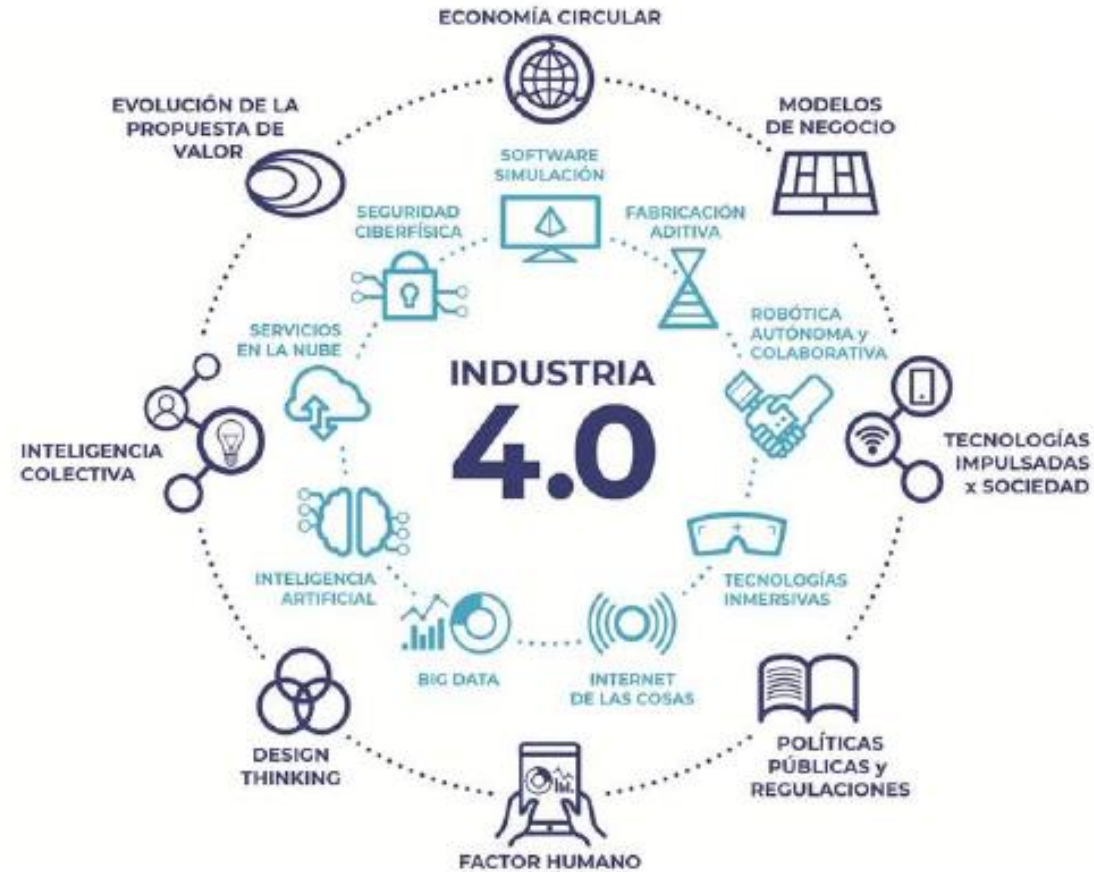 ECONOMÍA CIRCULAR
EVOLUCIÓN DE LA
PROPUESTA DE
VALOR
MODELOS
DE NEGOCIO
SOFTWARE
SIMULACIÓN
SEGURIDAD
CIBERFÍSICA
FABRICACIÓN
ADITIVA
SERVICIOS
EN LA NUBE
ROBÓTICA
AUTÓNOMA y
COLABORATIVA
INDUSTRIA
4.0
INTELIGENCIA
COLECTIVA
TECNOLOGÍAS
IMPULSADAS
x SOCIEDAD
INTELIGENCIA
ARTIFICIAL
TECNOLOGÍAS
INMERSIVAS
BIG DATA
INTERNET
DE LAS COSAS
DESIGN
THINKING
POLÍTICAS
PÚBLICAS y
REGULACIONES
FACTOR HUMANO